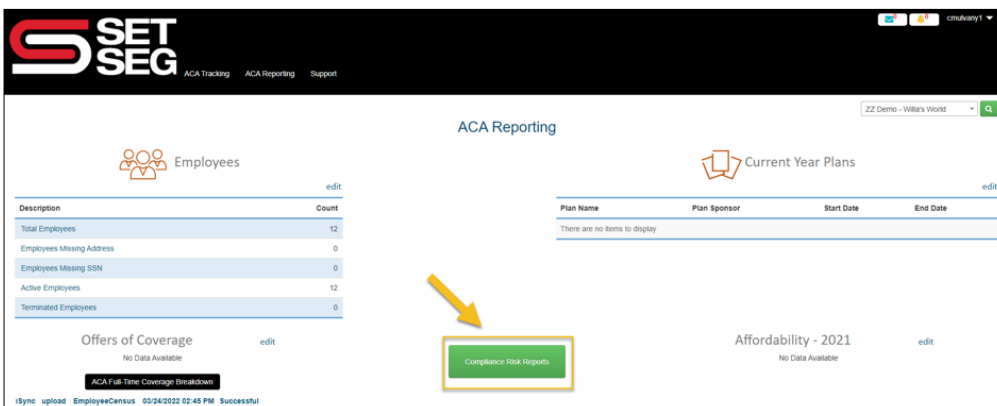 SET
SEG
ACA Tracking ACA Reporting Support
0 0 cmulvany1
ZZ Demo - Willa's World
ACA Reporting
Employees
edit
Description Count
Total Employees 12
Employees Missing Address 0
Employees Missing SSN 0
Active Employees 12
Terminated Employees 0
Current Year Plans
edit
Plan Name Plan Sponsor Start Date End Date
There are no items to display
Offers of Coverage edit
No Data Available
ACA Full-Time Coverage Breakdown
iSync upload EmployeeCensus 03/24/2022 02:45 PM Successful
Compliance Risk Reports
Affordability - 2021 edit
No Data Available